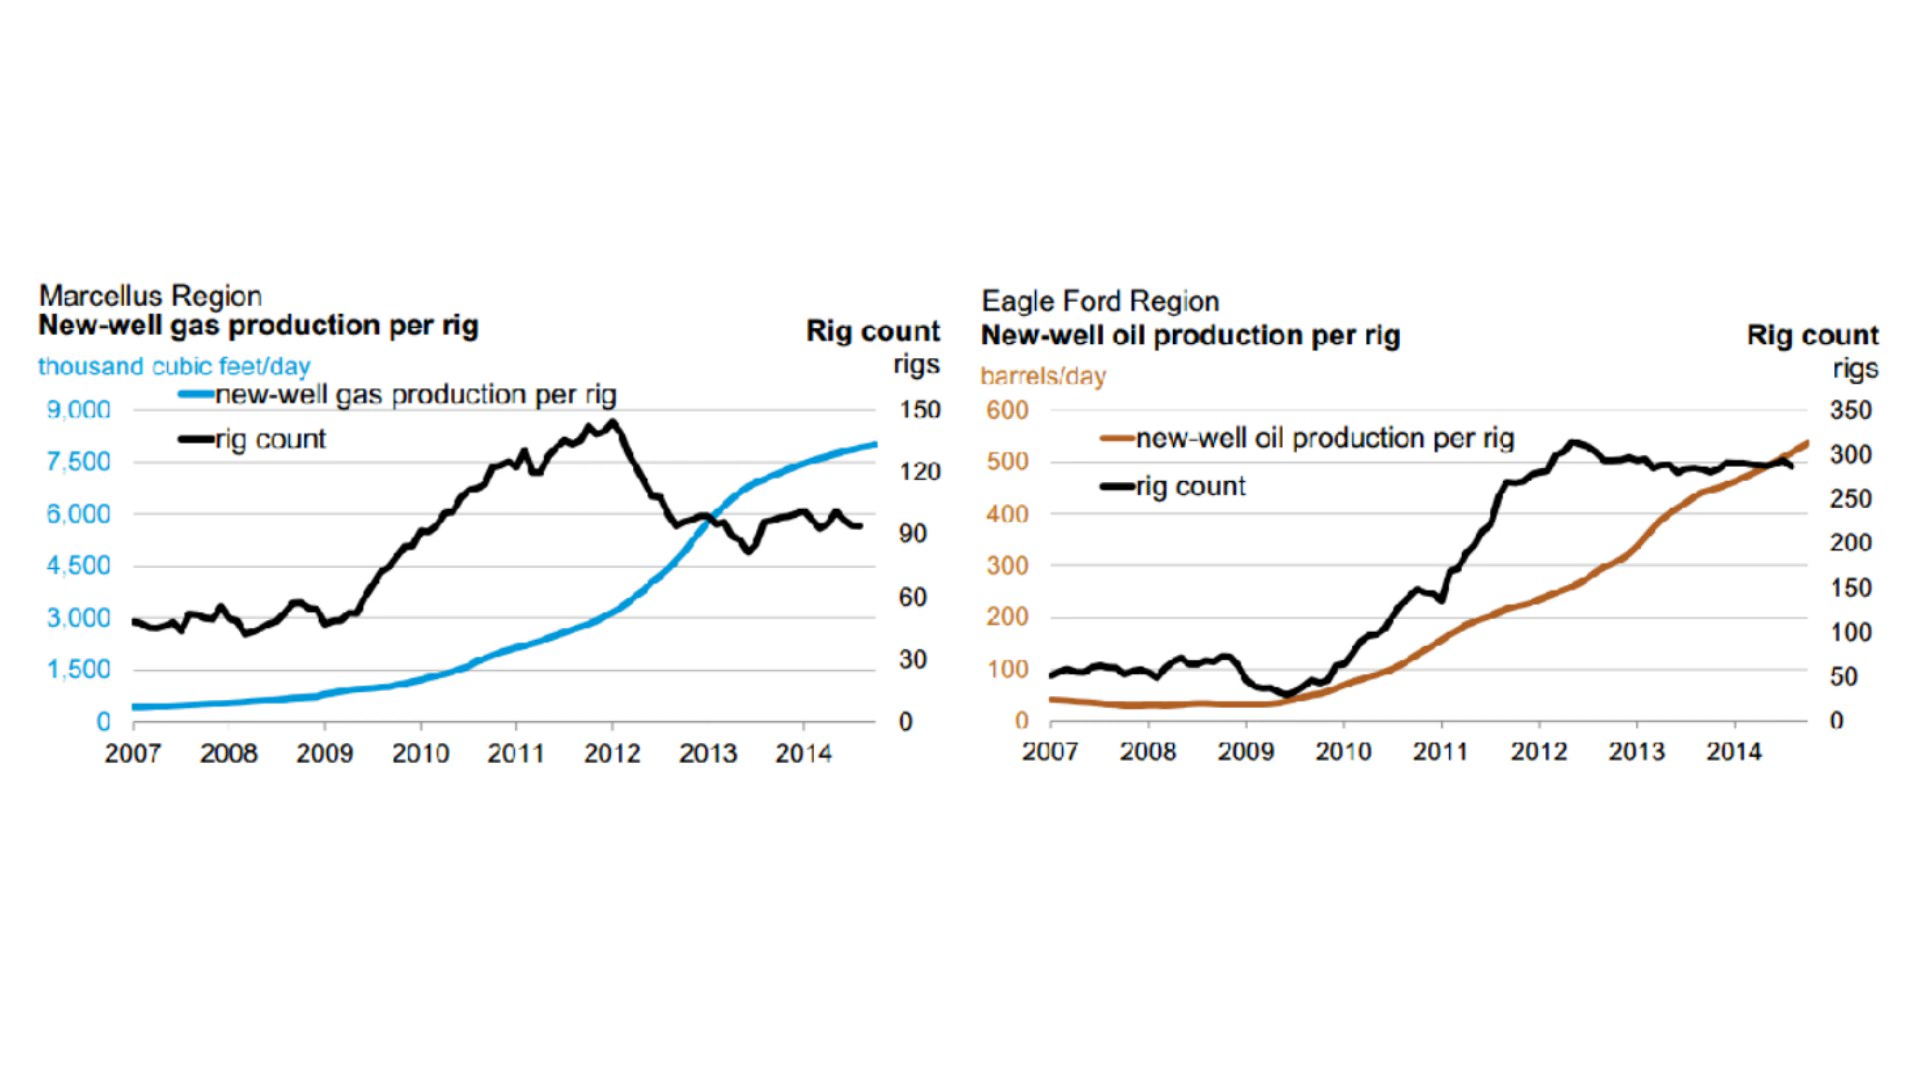 Marcellus Region
New-well gas production per rig
Rig count
thousand cubic feet/day
rigs
new-well gas production per rig
rig count
9,000
7,500
6,000
4,500
3,000
1,500
0
150
120
90
60
30
0
2007 2008 2009 2010 2011 2012 2013 2014
Eagle Ford Region
New-well oil production per rig
Rig count
barrels/day
rigs
new-well oil production per rig
rig count
600
500
400
300
200
100
0
350
300
250
200
150
100
50
0
2007 2008 2009 2010 2011 2012 2013 2014